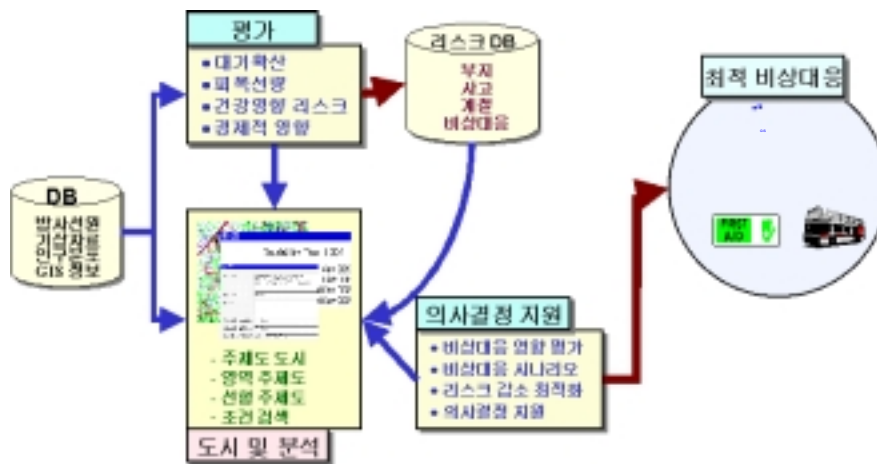 평가
• 대기확산
• 피폭선량
• 건강영향 리스크
• 경제적 영향
리스크 DB
부지
사고
계절
비상대응
최적 비상대응
FIRST
AID
DB
방사선원
기상자료
인구분포
GIS 정보
- 주제도 도시
- 영역 주제도
- 선형 주제도
- 조건 검색
도시 및 분석
의사결정 지원
• 비상대응 영향 평가
• 비상대응 시나리오
• 리스크 감소 최적화
• 의사결정 지원